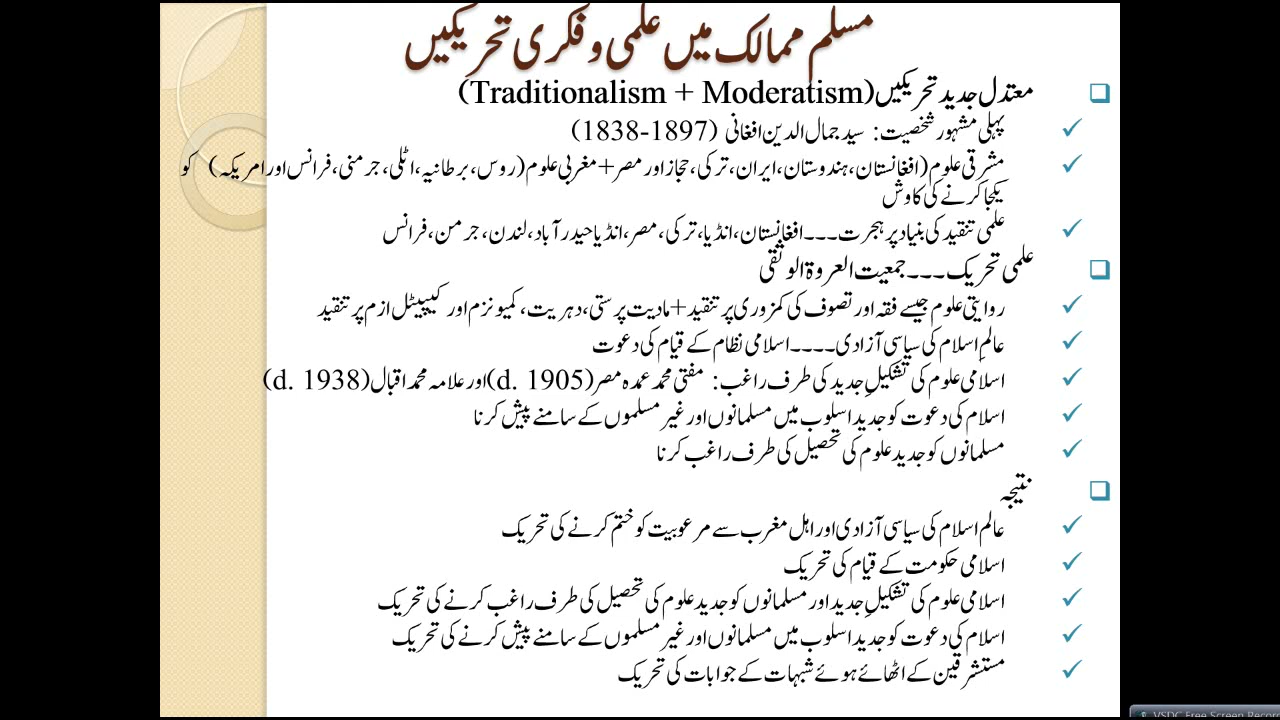 مسلم ممالک میں علمی و فکری تحریکیں
معتدل جدید تحریکیں (Traditionalism + Moderatism)
پہلی مشہور شخصیت: سید جمال الدین افغانی (1838-1897)
مشرقی علوم (افغانستان، ہندوستان، ایران، ترکی، حجاز اور مصر + مغربی علوم (روس، برطانیہ، اٹلی، جرمنی، فرانس اور امریکہ) کو
یکجا کرنے کی کاوش
علمی تنقید کی بنیاد پر ہجرت۔۔۔افغانستان، انڈیا، ترکی، مصر، انڈیا حیدرآباد، لندن، جرمن، فرانس
علمی تحریک۔۔۔جمعیت العروۃ الوثقی
روایتی علوم جیسے فقہ اور تصوف کی کمزوری پر تنقید + مادیت پرستی، دہریت، کمیونزم اور کیپیٹل ازم پر تنقید
عالمِ اسلام کی سیاسی آزادی۔۔۔۔اسلامی نظام کے قیام کی دعوت
اسلامی علوم کی تشکیلِ جدید کی طرف راغب: مفتی محمد عمدہ مصر (d. 1905) اور علامہ محمد اقبال (d. 1938)
اسلام کی دعوت کو جدید اسلوب میں مسلمانوں اور غیر مسلموں کے سامنے پیش کرنا
مسلمانوں کو جدید علوم کی تحصیل کی طرف راغب کرنا
نتیجہ
عالم اسلام کی سیاسی آزادی اور اہل مغرب سے مرعوبیت کو ختم کرنے کی تحریک
اسلامی حکومت کے قیام کی تحریک
اسلامی علوم کی تشکیلِ جدید اور مسلمانوں کو جدید علوم کی تحصیل کی طرف راغب کرنے کی تحریک
اسلام کی دعوت کو جدید اسلوب میں مسلمانوں اور غیر مسلموں کے سامنے پیش کرنے کی تحریک
مستشرقین کے اٹھائے ہوئے شبہات کے جوابات کی تحریک
VSDC Free Screen Recor